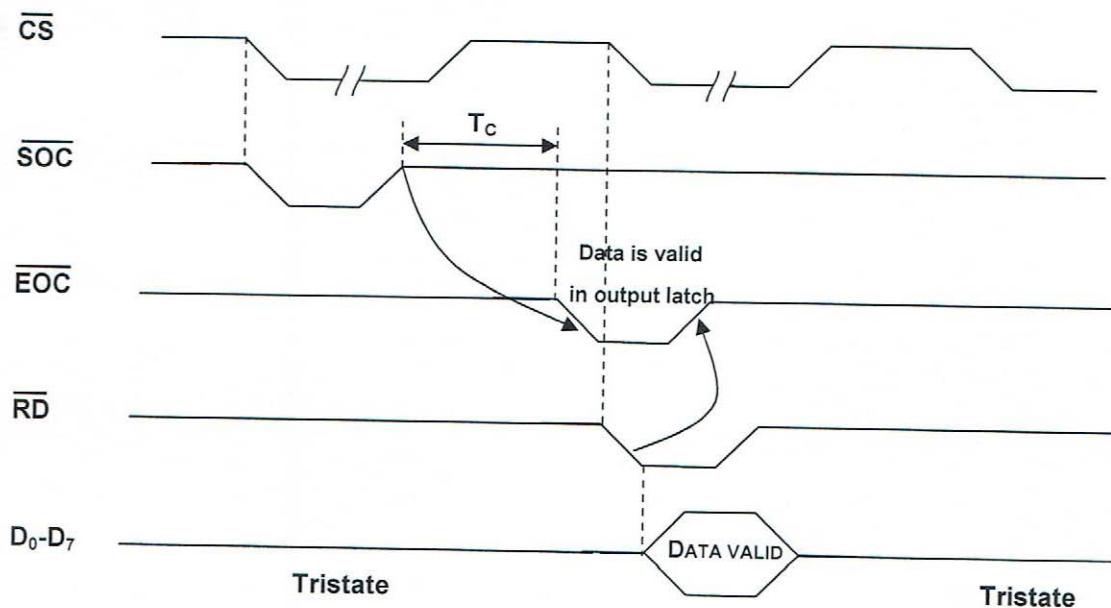 CS
T_C
SOC
Data is valid
EOC
in output latch
RD
D₀-D₇
DATA VALID
Tristate
Tristate